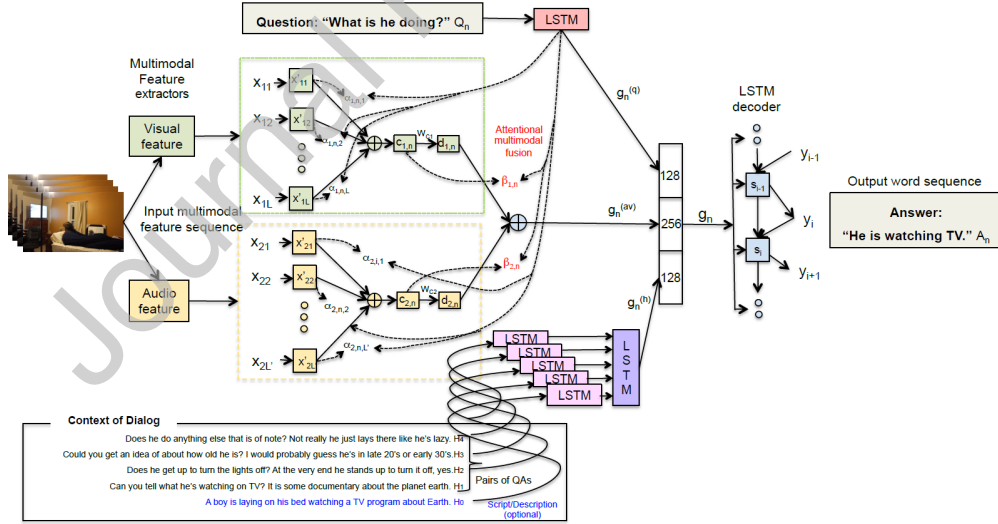 Question: "What is he doing?" Qn
LSTM
Journal
Multimodal
Feature
extractors
Visual
feature
Input multimodal
feature sequence
Audio
feature
x11 x'11 α1,n,1
x12 x'12 α1,n,2
x1L x'1L α1,n,L
c1,n wC1 d1,n
Attentional
multimodal
fusion
β1,n
x21 x'21 α2,i,1
x22 x'22 α2,n,2
x2L' x'2L α2,n,L'
c2,n wC2 d2,n
β2,n
gn(q)
gn(av)
gn(h)
128
256
128
gn
LSTM
decoder
si-1
si
yi-1
yi
yi+1
Output word sequence
Answer:
"He is watching TV." An
LSTM
LSTM
LSTM
LSTM
LSTM
LSTM
Context of Dialog
Does he do anything else that is of note? Not really he just lays there like he's lazy. H4
Could you get an idea of about how old he is? I would probably guess he's in late 20's or early 30's. H3
Does he get up to turn the lights off? At the very end he stands up to turn it off, yes. H2
Can you tell what he's watching on TV? It is some documentary about the planet earth. H1
A boy is laying on his bed watching a TV program about Earth. H0
Pairs of QAs
Script/Description
(optional)